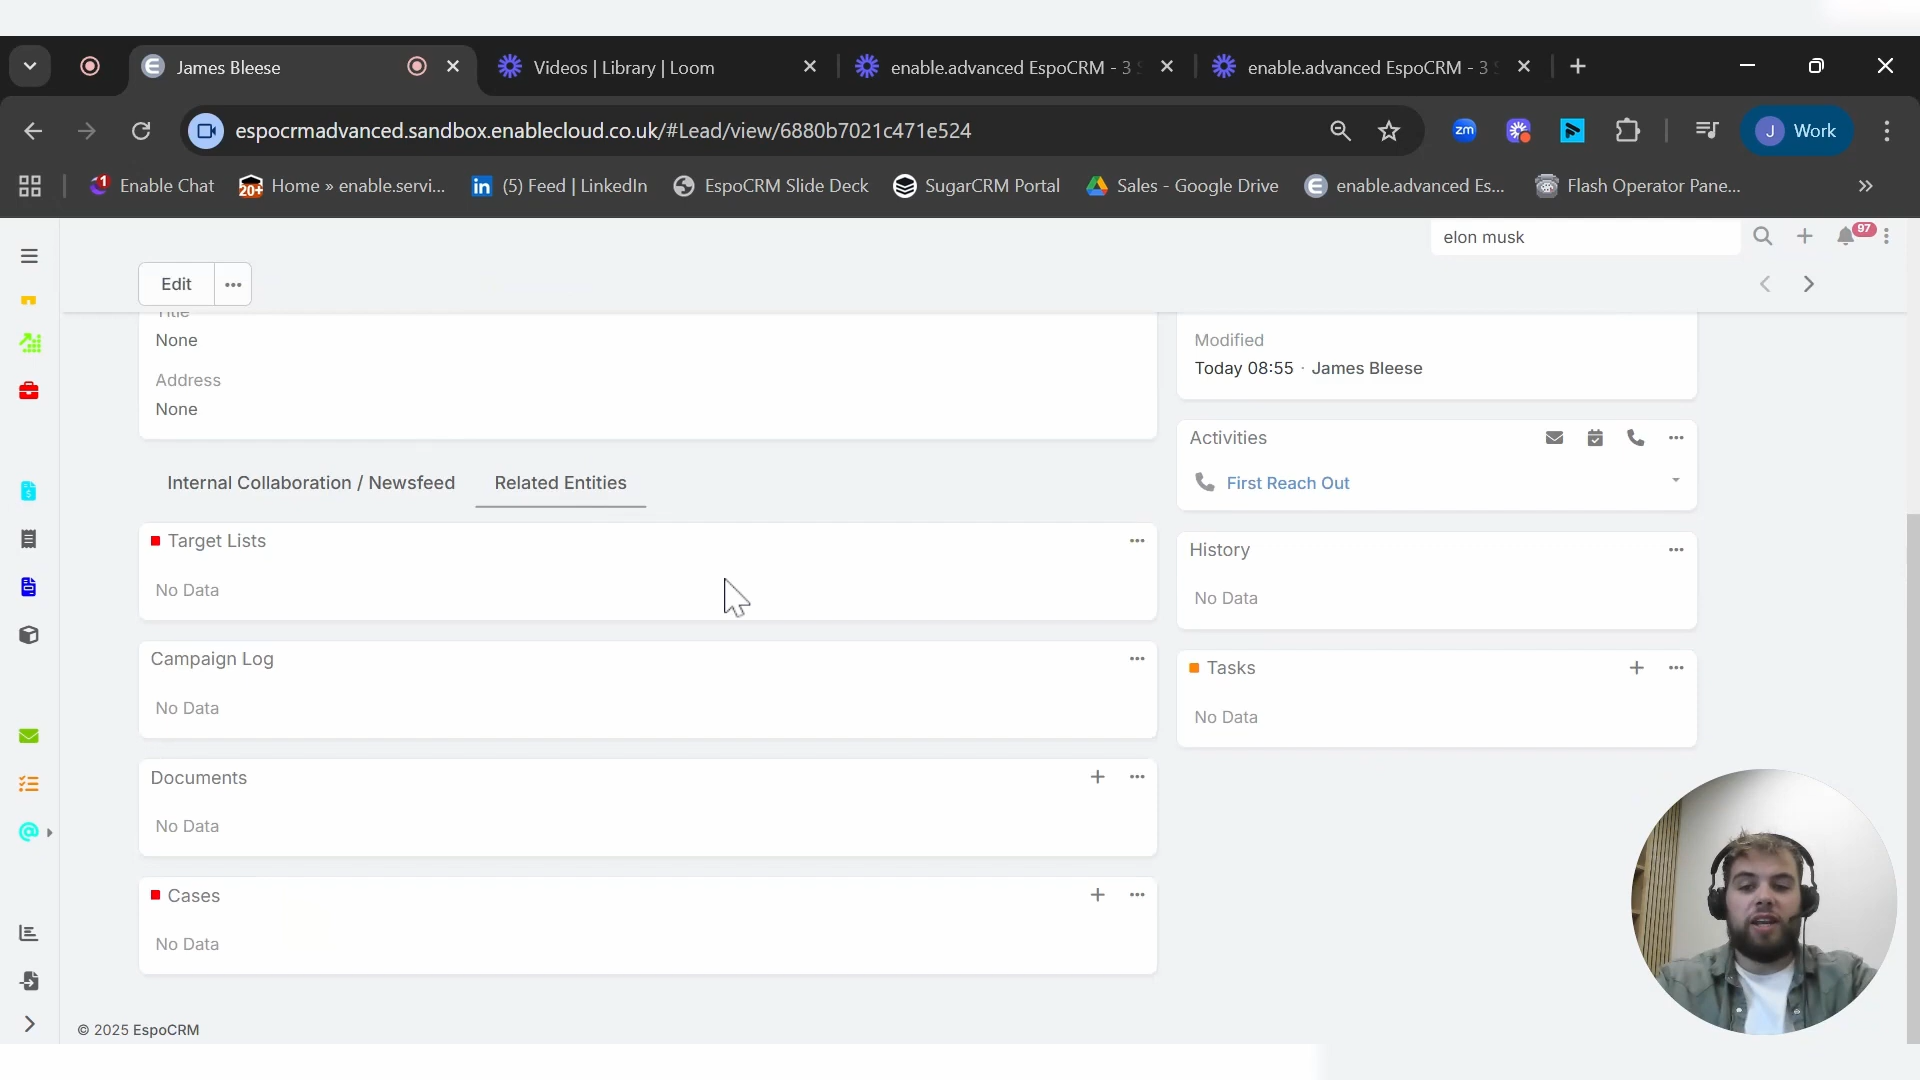 James Bleese
Videos | Library | Loom
enable.advanced EspoCRM - 3
enable.advanced EspoCRM - 3
espocrmadvanced.sandbox.enablecloud.co.uk/#Lead/view/6880b7021c471e524
zm
J Work
1 Enable Chat
20+ Home » enable.servi...
in (5) Feed | LinkedIn
EspoCRM Slide Deck
SugarCRM Portal
Sales - Google Drive
enable.advanced Es...
Flash Operator Pane...
elon musk
97
Edit
Title
None
Address
None
Modified
Today 08:55 · James Bleese
Activities
First Reach Out
Internal Collaboration / Newsfeed
Related Entities
Target Lists
No Data
History
No Data
Campaign Log
No Data
Tasks
No Data
Documents
No Data
Cases
No Data
© 2025 EspoCRM